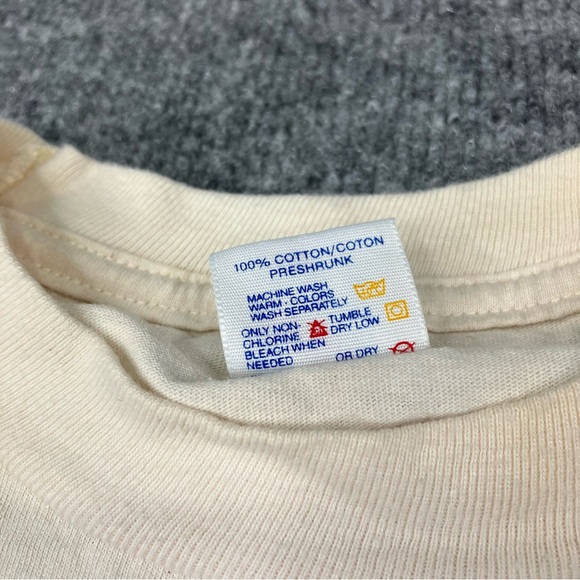 100% COTTON/COTON
PRESHRUNK
MACHINE WASH
WARM - COLORS
WASH SEPARATELY
ONLY NON TUMBLE
CHLORINE DRY LOW
BLEACH WHEN
NEEDED OR DRY